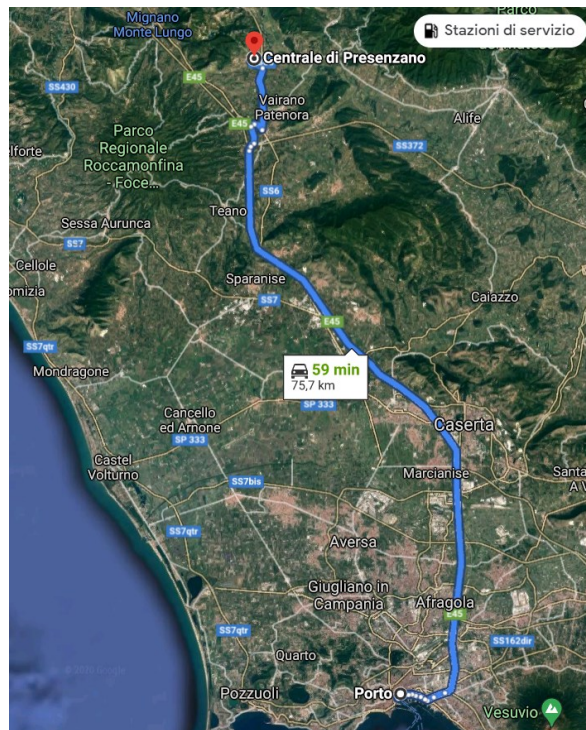 Mignano
Monte Lungo
Parco
Stazioni di servizio
E45
Centrale di Presenzano
SS430
Vairano
Patenora
E45
Alife
Parco
Regionale
Roccamonfina
- Foce...
SS372
SS6
Teano
Sessa Aurunca
SS7
Cellole
Sparanise
SS7
Caiazzo
E45
SS7qtr
59 min
75,7 km
Mondragone
SP 333
Cancello
ed Arnone
SP 333
Caserta
Castel
Volturno
Marcianise
Santa
SS7bis
SS7qtr
Aversa
Giugliano in
Campania
Afragola
E45
SS7qtr
SS162dir
Quarto
Pozzuoli
Porto
Vesuvio